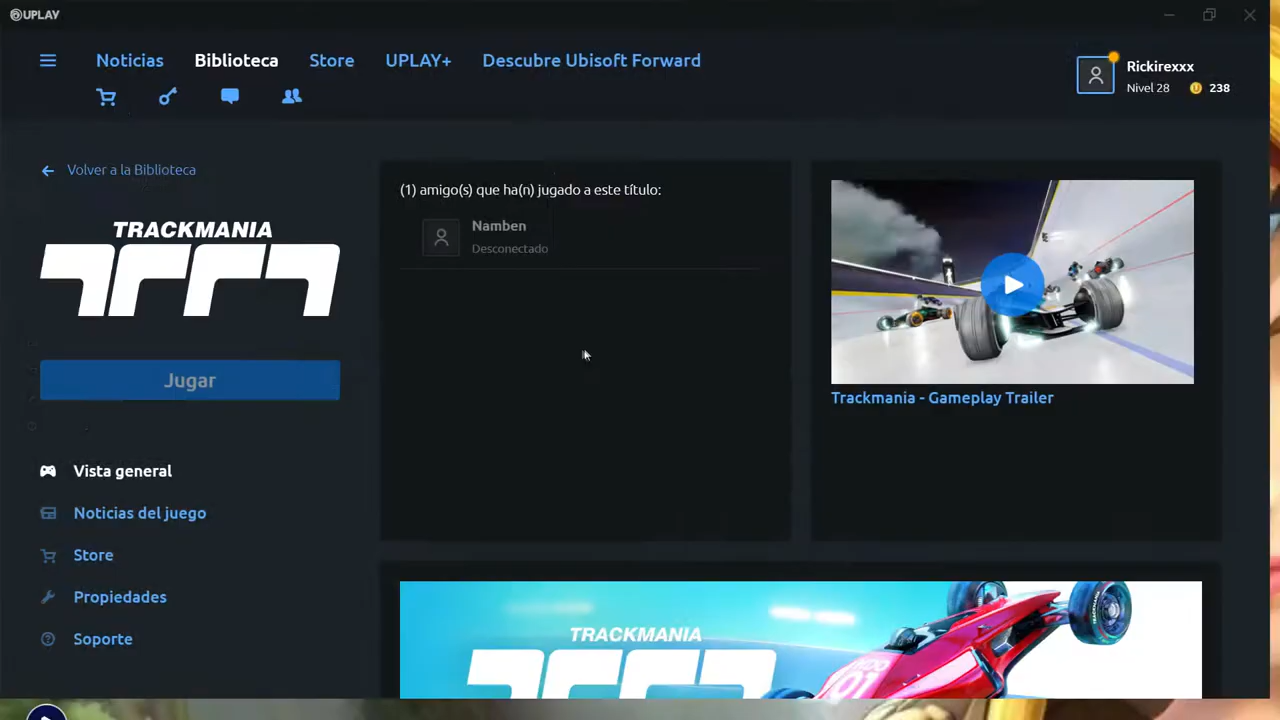 UPLAY
Noticias Biblioteca Store UPLAY+ Descubre Ubisoft Forward
Rickirexxx
Nivel 28 238
Volver a la Biblioteca
TRACKMANIA
Jugar
Vista general
Noticias del juego
Store
Propiedades
Soporte
(1) amigo(s) que ha(n) jugado a este título:
Namben
Desconectado
Trackmania - Gameplay Trailer
TRACKMANIA
01